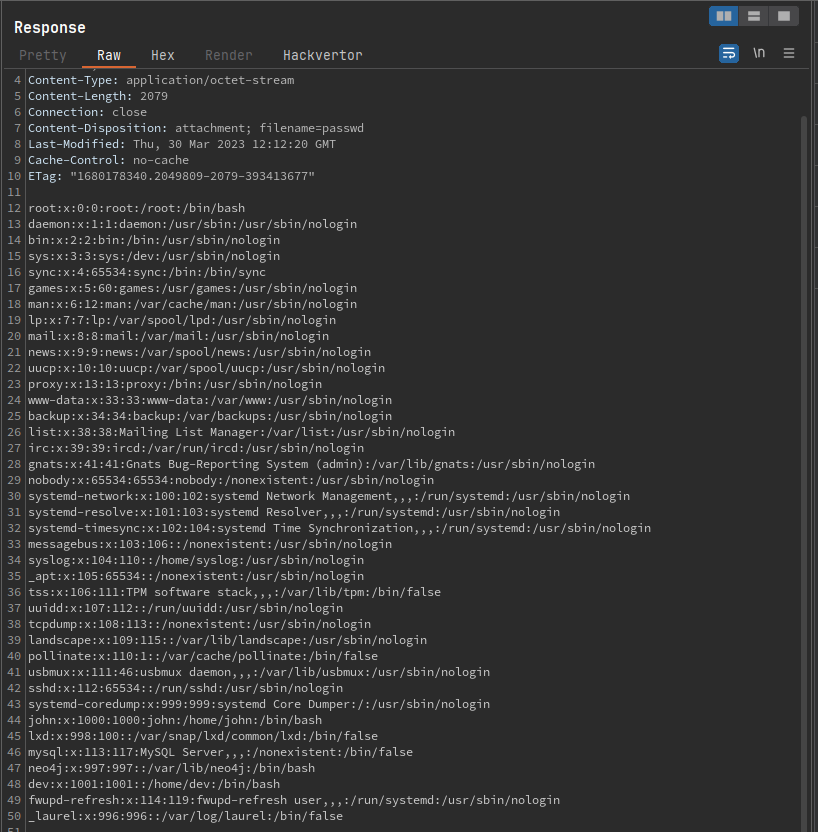 Response
Pretty Raw Hex Render Hackvertor \n
4 Content-Type: application/octet-stream
5 Content-Length: 2079
6 Connection: close
7 Content-Disposition: attachment; filename=passwd
8 Last-Modified: Thu, 30 Mar 2023 12:12:20 GMT
9 Cache-Control: no-cache
10 ETag: "1680178340.2049809-2079-393413677"
11
12 root:x:0:0:root:/root:/bin/bash
13 daemon:x:1:1:daemon:/usr/sbin:/usr/sbin/nologin
14 bin:x:2:2:bin:/bin:/usr/sbin/nologin
15 sys:x:3:3:sys:/dev:/usr/sbin/nologin
16 sync:x:4:65534:sync:/bin:/bin/sync
17 games:x:5:60:games:/usr/games:/usr/sbin/nologin
18 man:x:6:12:man:/var/cache/man:/usr/sbin/nologin
19 lp:x:7:7:lp:/var/spool/lpd:/usr/sbin/nologin
20 mail:x:8:8:mail:/var/mail:/usr/sbin/nologin
21 news:x:9:9:news:/var/spool/news:/usr/sbin/nologin
22 uucp:x:10:10:uucp:/var/spool/uucp:/usr/sbin/nologin
23 proxy:x:13:13:proxy:/bin:/usr/sbin/nologin
24 www-data:x:33:33:www-data:/var/www:/usr/sbin/nologin
25 backup:x:34:34:backup:/var/backups:/usr/sbin/nologin
26 list:x:38:38:Mailing List Manager:/var/list:/usr/sbin/nologin
27 irc:x:39:39:ircd:/var/run/ircd:/usr/sbin/nologin
28 gnats:x:41:41:Gnats Bug-Reporting System (admin):/var/lib/gnats:/usr/sbin/nologin
29 nobody:x:65534:65534:nobody:/nonexistent:/usr/sbin/nologin
30 systemd-network:x:100:102:systemd Network Management,,,:/run/systemd:/usr/sbin/nologin
31 systemd-resolve:x:101:103:systemd Resolver,,,:/run/systemd:/usr/sbin/nologin
32 systemd-timesync:x:102:104:systemd Time Synchronization,,,:/run/systemd:/usr/sbin/nologin
33 messagebus:x:103:106::/nonexistent:/usr/sbin/nologin
34 syslog:x:104:110::/home/syslog:/usr/sbin/nologin
35 _apt:x:105:65534::/nonexistent:/usr/sbin/nologin
36 tss:x:106:111:TPM software stack,,,:/var/lib/tpm:/bin/false
37 uuidd:x:107:112::/run/uuidd:/usr/sbin/nologin
38 tcpdump:x:108:113::/nonexistent:/usr/sbin/nologin
39 landscape:x:109:115::/var/lib/landscape:/usr/sbin/nologin
40 pollinate:x:110:1::/var/cache/pollinate:/bin/false
41 usbmux:x:111:46:usbmux daemon,,,:/var/lib/usbmux:/usr/sbin/nologin
42 sshd:x:112:65534::/run/sshd:/usr/sbin/nologin
43 systemd-coredump:x:999:999:systemd Core Dumper:/:/usr/sbin/nologin
44 john:x:1000:1000:john:/home/john:/bin/bash
45 lxd:x:998:100::/var/snap/lxd/common/lxd:/bin/false
46 mysql:x:113:117:MySQL Server,,,:/nonexistent:/bin/false
47 neo4j:x:997:997::/var/lib/neo4j:/bin/bash
48 dev:x:1001:1001::/home/dev:/bin/bash
49 fwupd-refresh:x:114:119:fwupd-refresh user,,,:/run/systemd:/usr/sbin/nologin
50 _laurel:x:996:996::/var/log/laurel:/bin/false